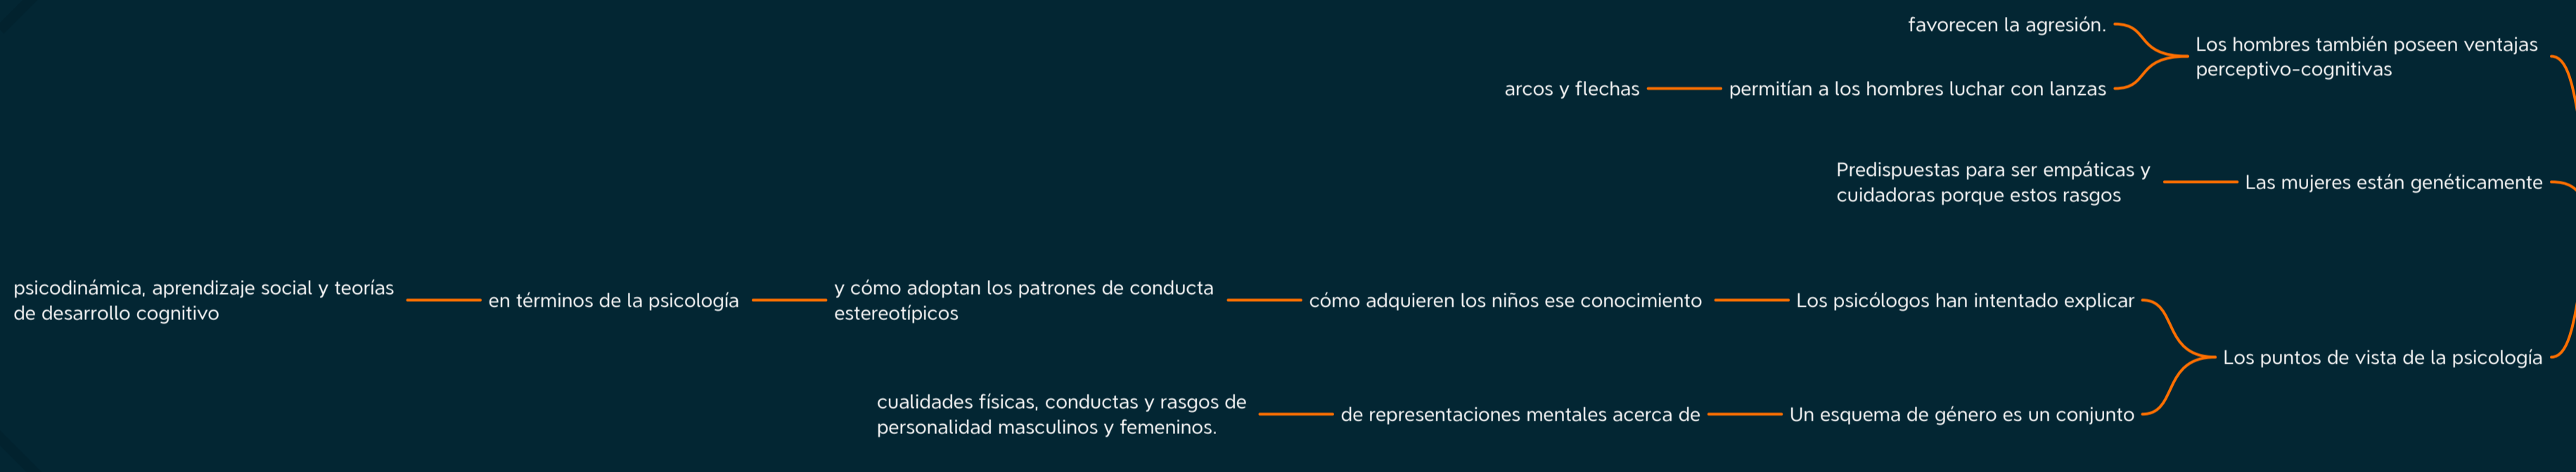 favorecen la agresión.
Los hombres también poseen ventajas
perceptivo-cognitivas
arcos y flechas
permitían a los hombres luchar con lanzas
Predispuestas para ser empáticas y
cuidadoras porque estos rasgos
Las mujeres están genéticamente
psicodinámica, aprendizaje social y teorías
de desarrollo cognitivo
en términos de la psicología
y cómo adoptan los patrones de conducta
estereotípicos
cómo adquieren los niños ese conocimiento
Los psicólogos han intentado explicar
Los puntos de vista de la psicología
cualidades físicas, conductas y rasgos de
personalidad masculinos y femeninos.
de representaciones mentales acerca de
Un esquema de género es un conjunto